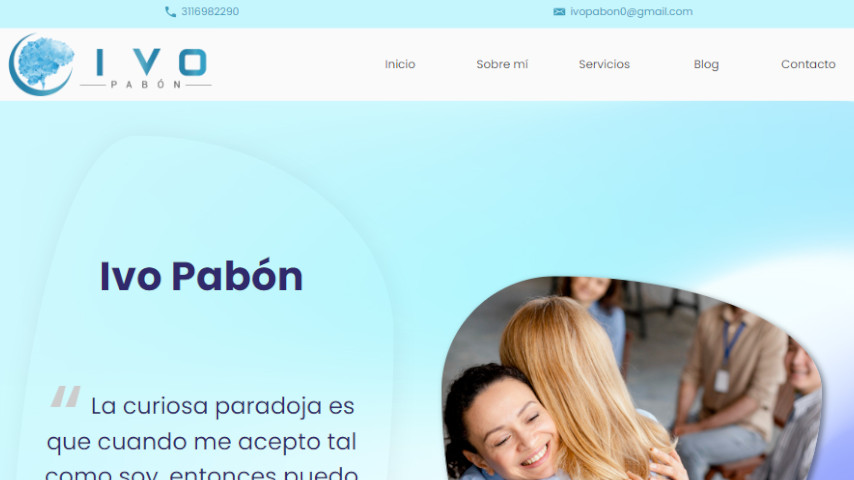 3116982290
ivopabon0@gmail.com
IVO
PABÓN
Inicio
Sobre mí
Servicios
Blog
Contacto
Ivo Pabón
“ La curiosa paradoja es
que cuando me acepto tal
como soy, entonces puedo